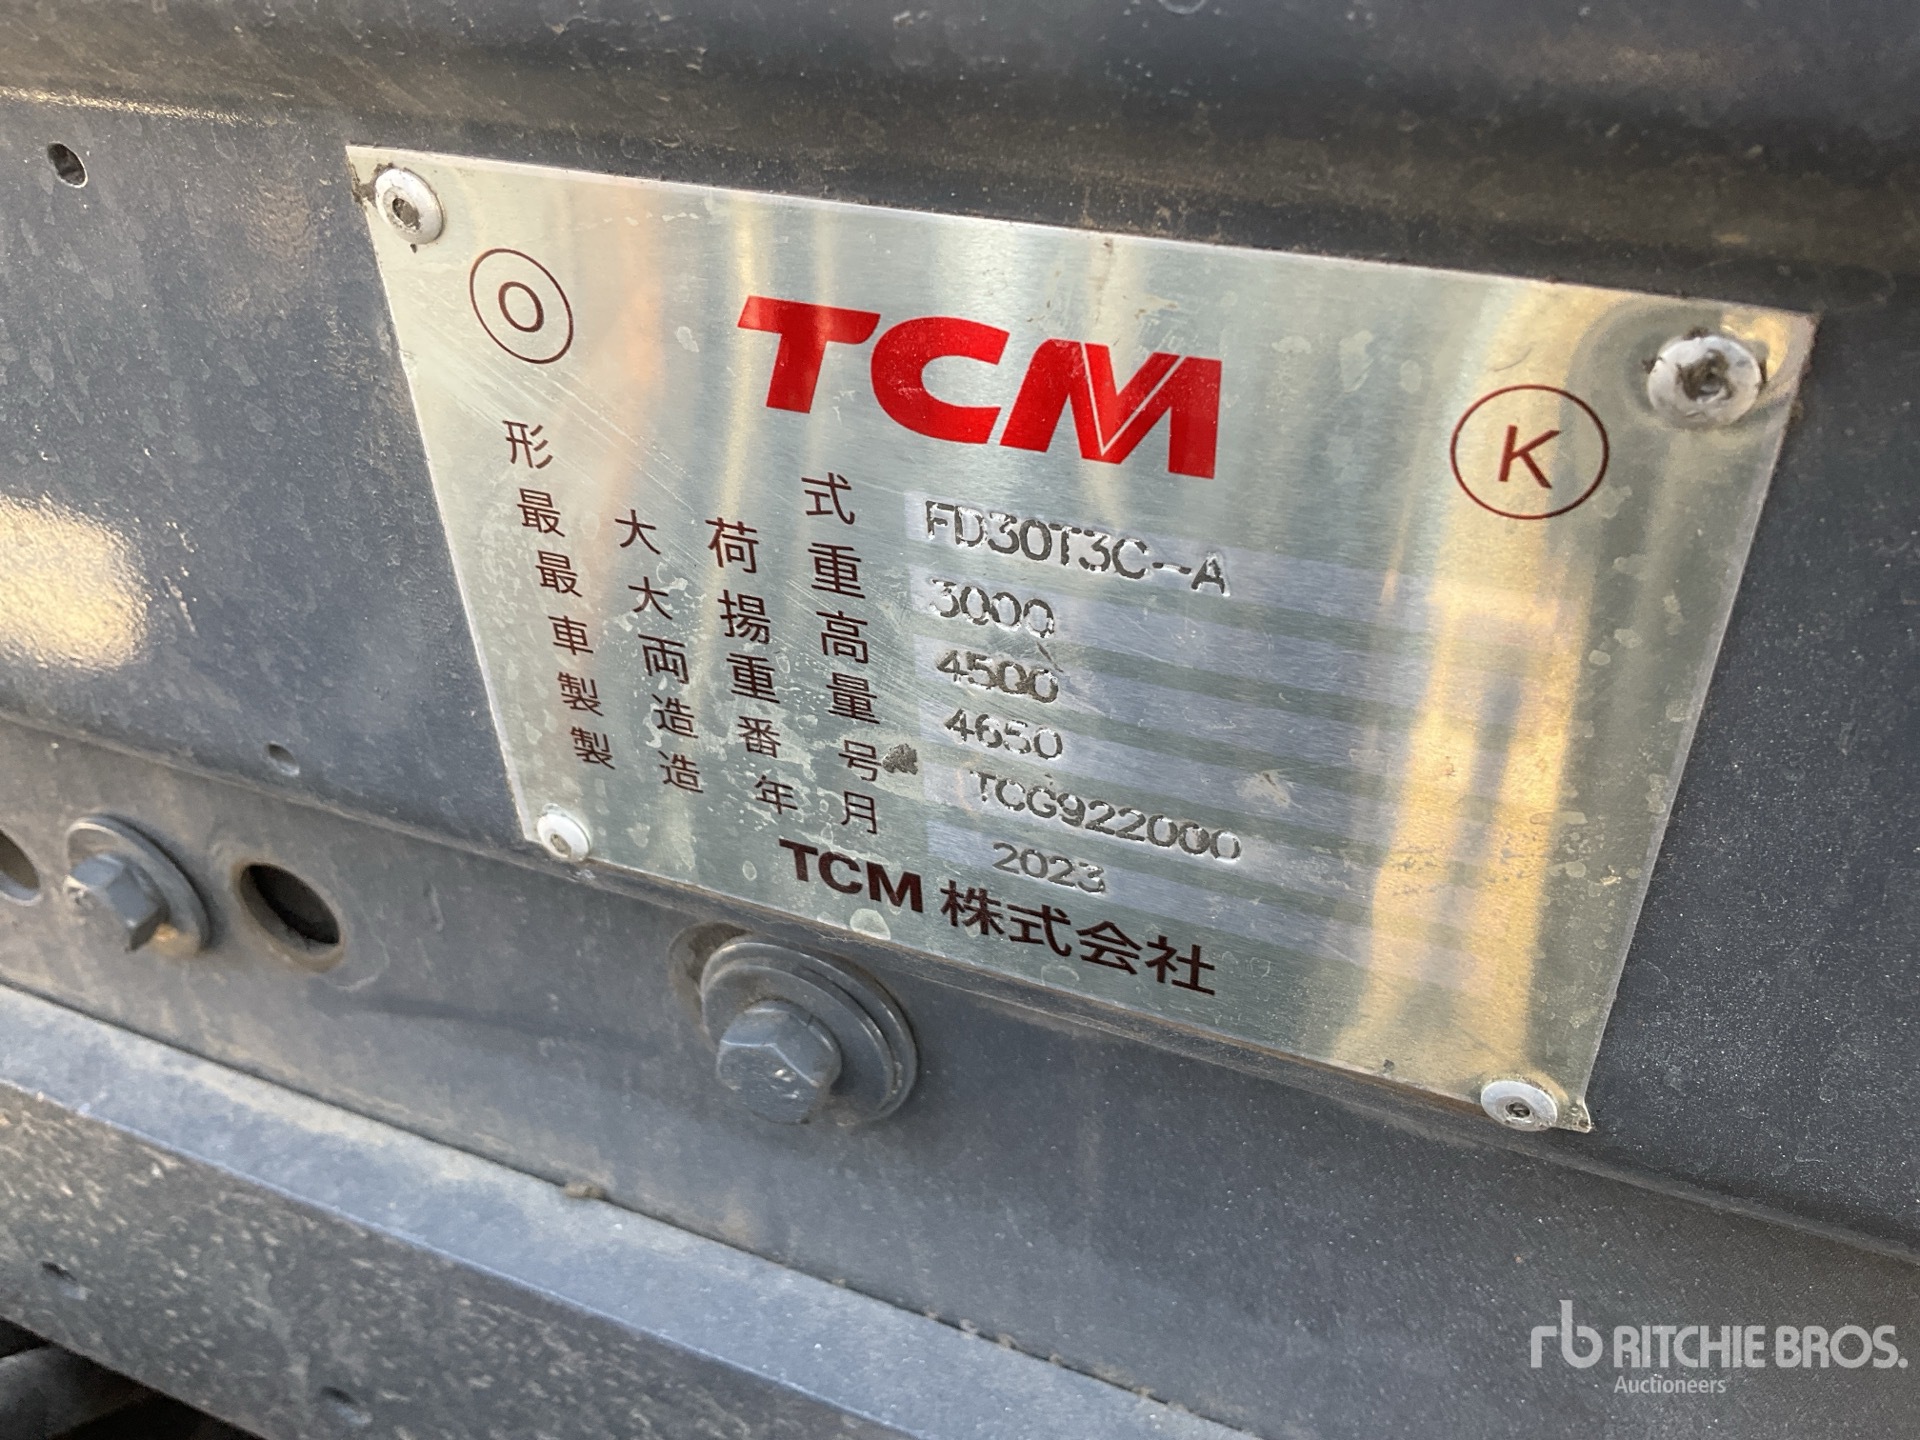 O
TCM
K
形式 FD30T3C-A
最大荷重 3000
最大揚高 4500
車両重量 4650
製造番号 TCG922000
製造年月 2023
TCM 株式会社
rb RITCHIE BROS.
Auctioneers